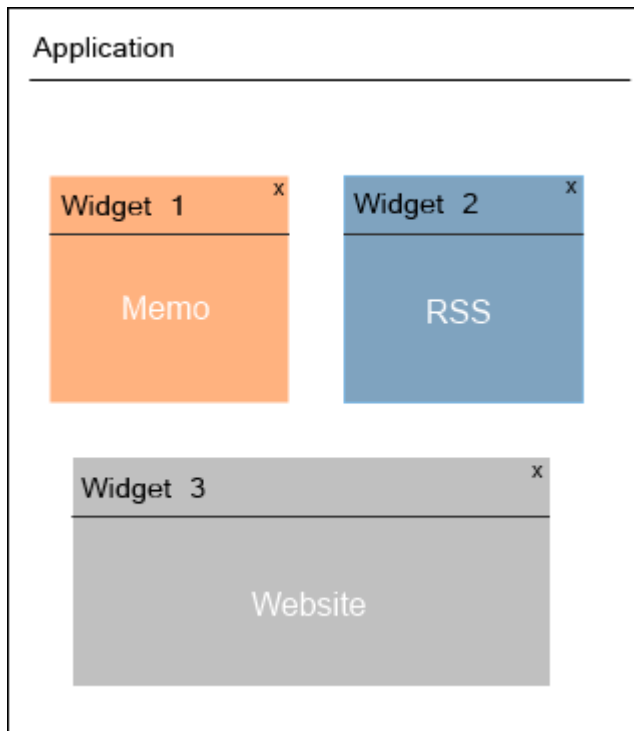 Application
x
Widget 1
Memo
x
Widget 2
RSS
x
Widget 3
Website